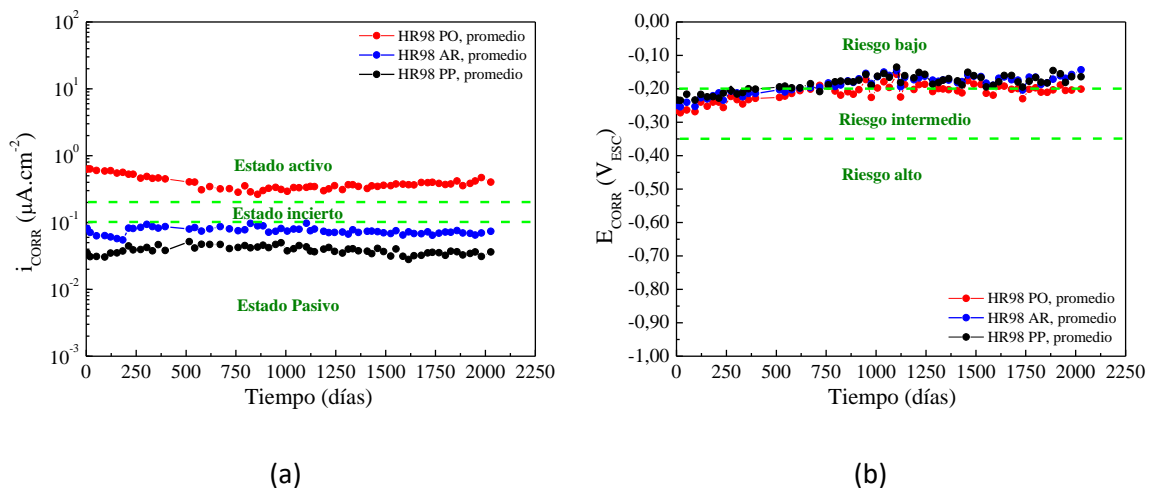 10²
10¹
10⁰
10⁻¹
10⁻²
10⁻³
i_CORR (µA.cm⁻²)
HR98 PO, promedio
HR98 AR, promedio
HR98 PP, promedio
Estado activo
Estado incierto
Estado Pasivo
0 250 500 750 1000 1250 1500 1750 2000 2250
Tiempo (días)
(a)
0,00
-0,10
-0,20
-0,30
-0,40
-0,50
-0,60
-0,70
-0,80
-0,90
-1,00
E_CORR (V_ESC)
Riesgo bajo
Riesgo intermedio
Riesgo alto
HR98 PO, promedio
HR98 AR, promedio
HR98 PP, promedio
0 250 500 750 1000 1250 1500 1750 2000 2250
Tiempo (días)
(b)